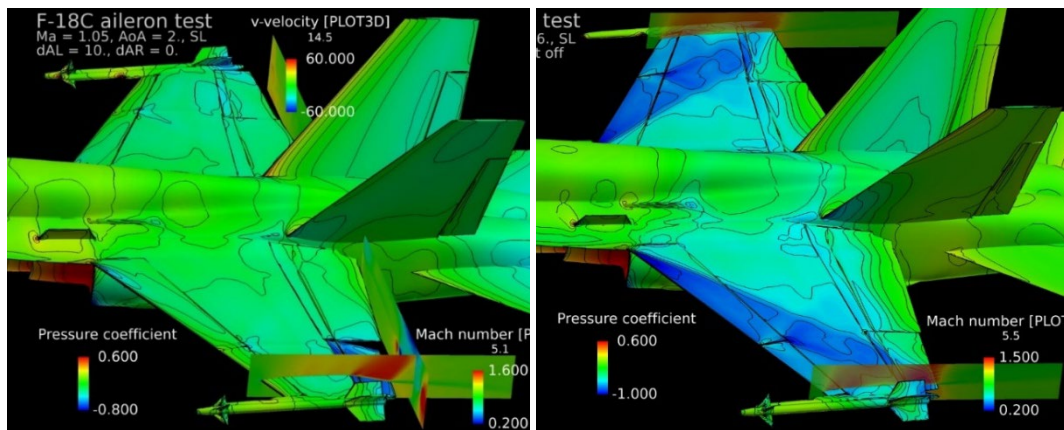 F-18C aileron test
Ma = 1.05, AoA = 2., SL
dAL = 10., dAR = 0.
v-velocity [PLOT3D]
14.5
60.000
-60.000
Pressure coefficient
0.600
-0.800
Mach number [P
5.1
1.600
0.200
test
6., SL
t off
Pressure coefficient
0.600
-1.000
Mach number [PLOT
5.5
1.500
0.200